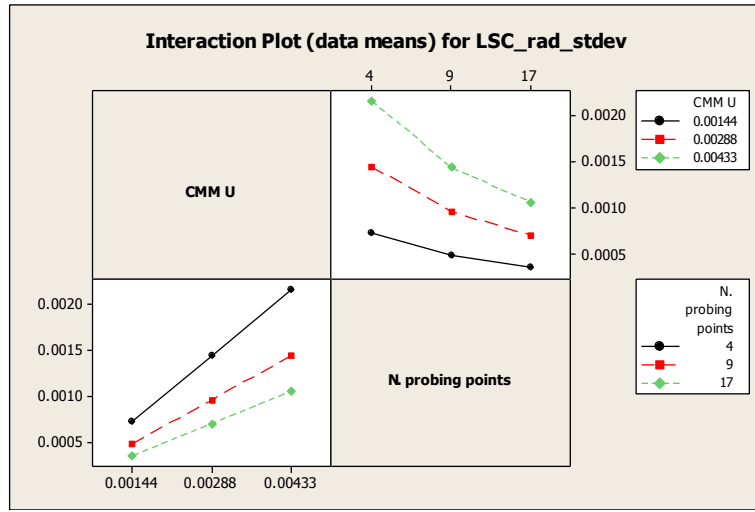 Interaction Plot (data means) for LSC_rad_stdev
4 9 17
CMM U
0.00144
0.00288
0.00433
0.0020
0.0015
0.0010
0.0005
CMM U
0.0020
0.0015
0.0010
0.0005
N. probing points
N.
probing
points
4
9
17
0.00144 0.00288 0.00433